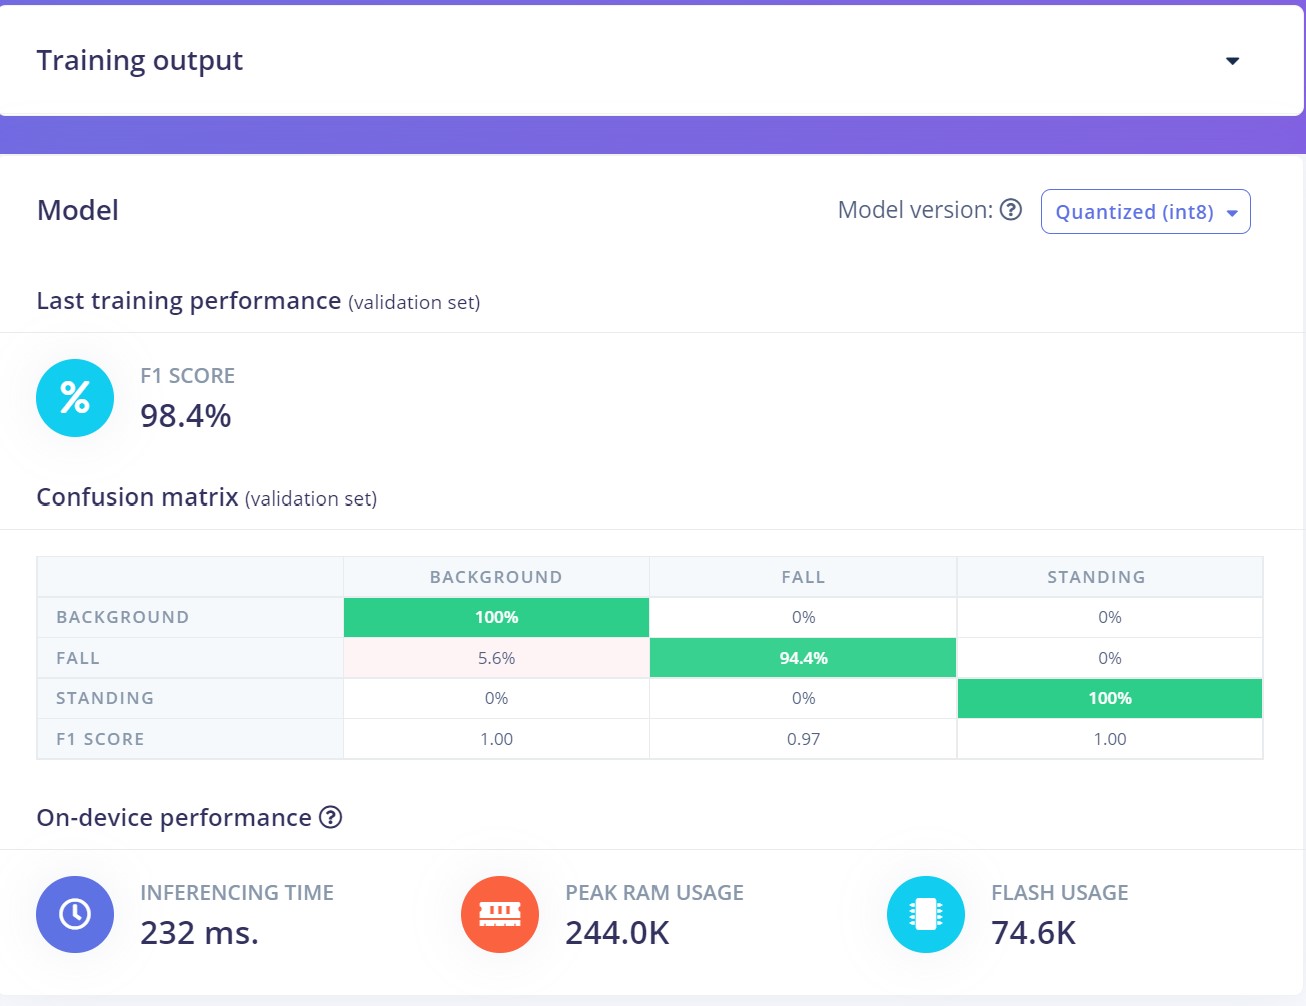 Training output
Model
Model version: ? Quantized (int8)
Last training performance (validation set)
%
F1 SCORE
98.4%
Confusion matrix (validation set)
BACKGROUND FALL STANDING
BACKGROUND 100% 0% 0%
FALL 5.6% 94.4% 0%
STANDING 0% 0% 100%
F1 SCORE 1.00 0.97 1.00
On-device performance ?
INFERENCING TIME
232 ms.
PEAK RAM USAGE
244.0K
FLASH USAGE
74.6K